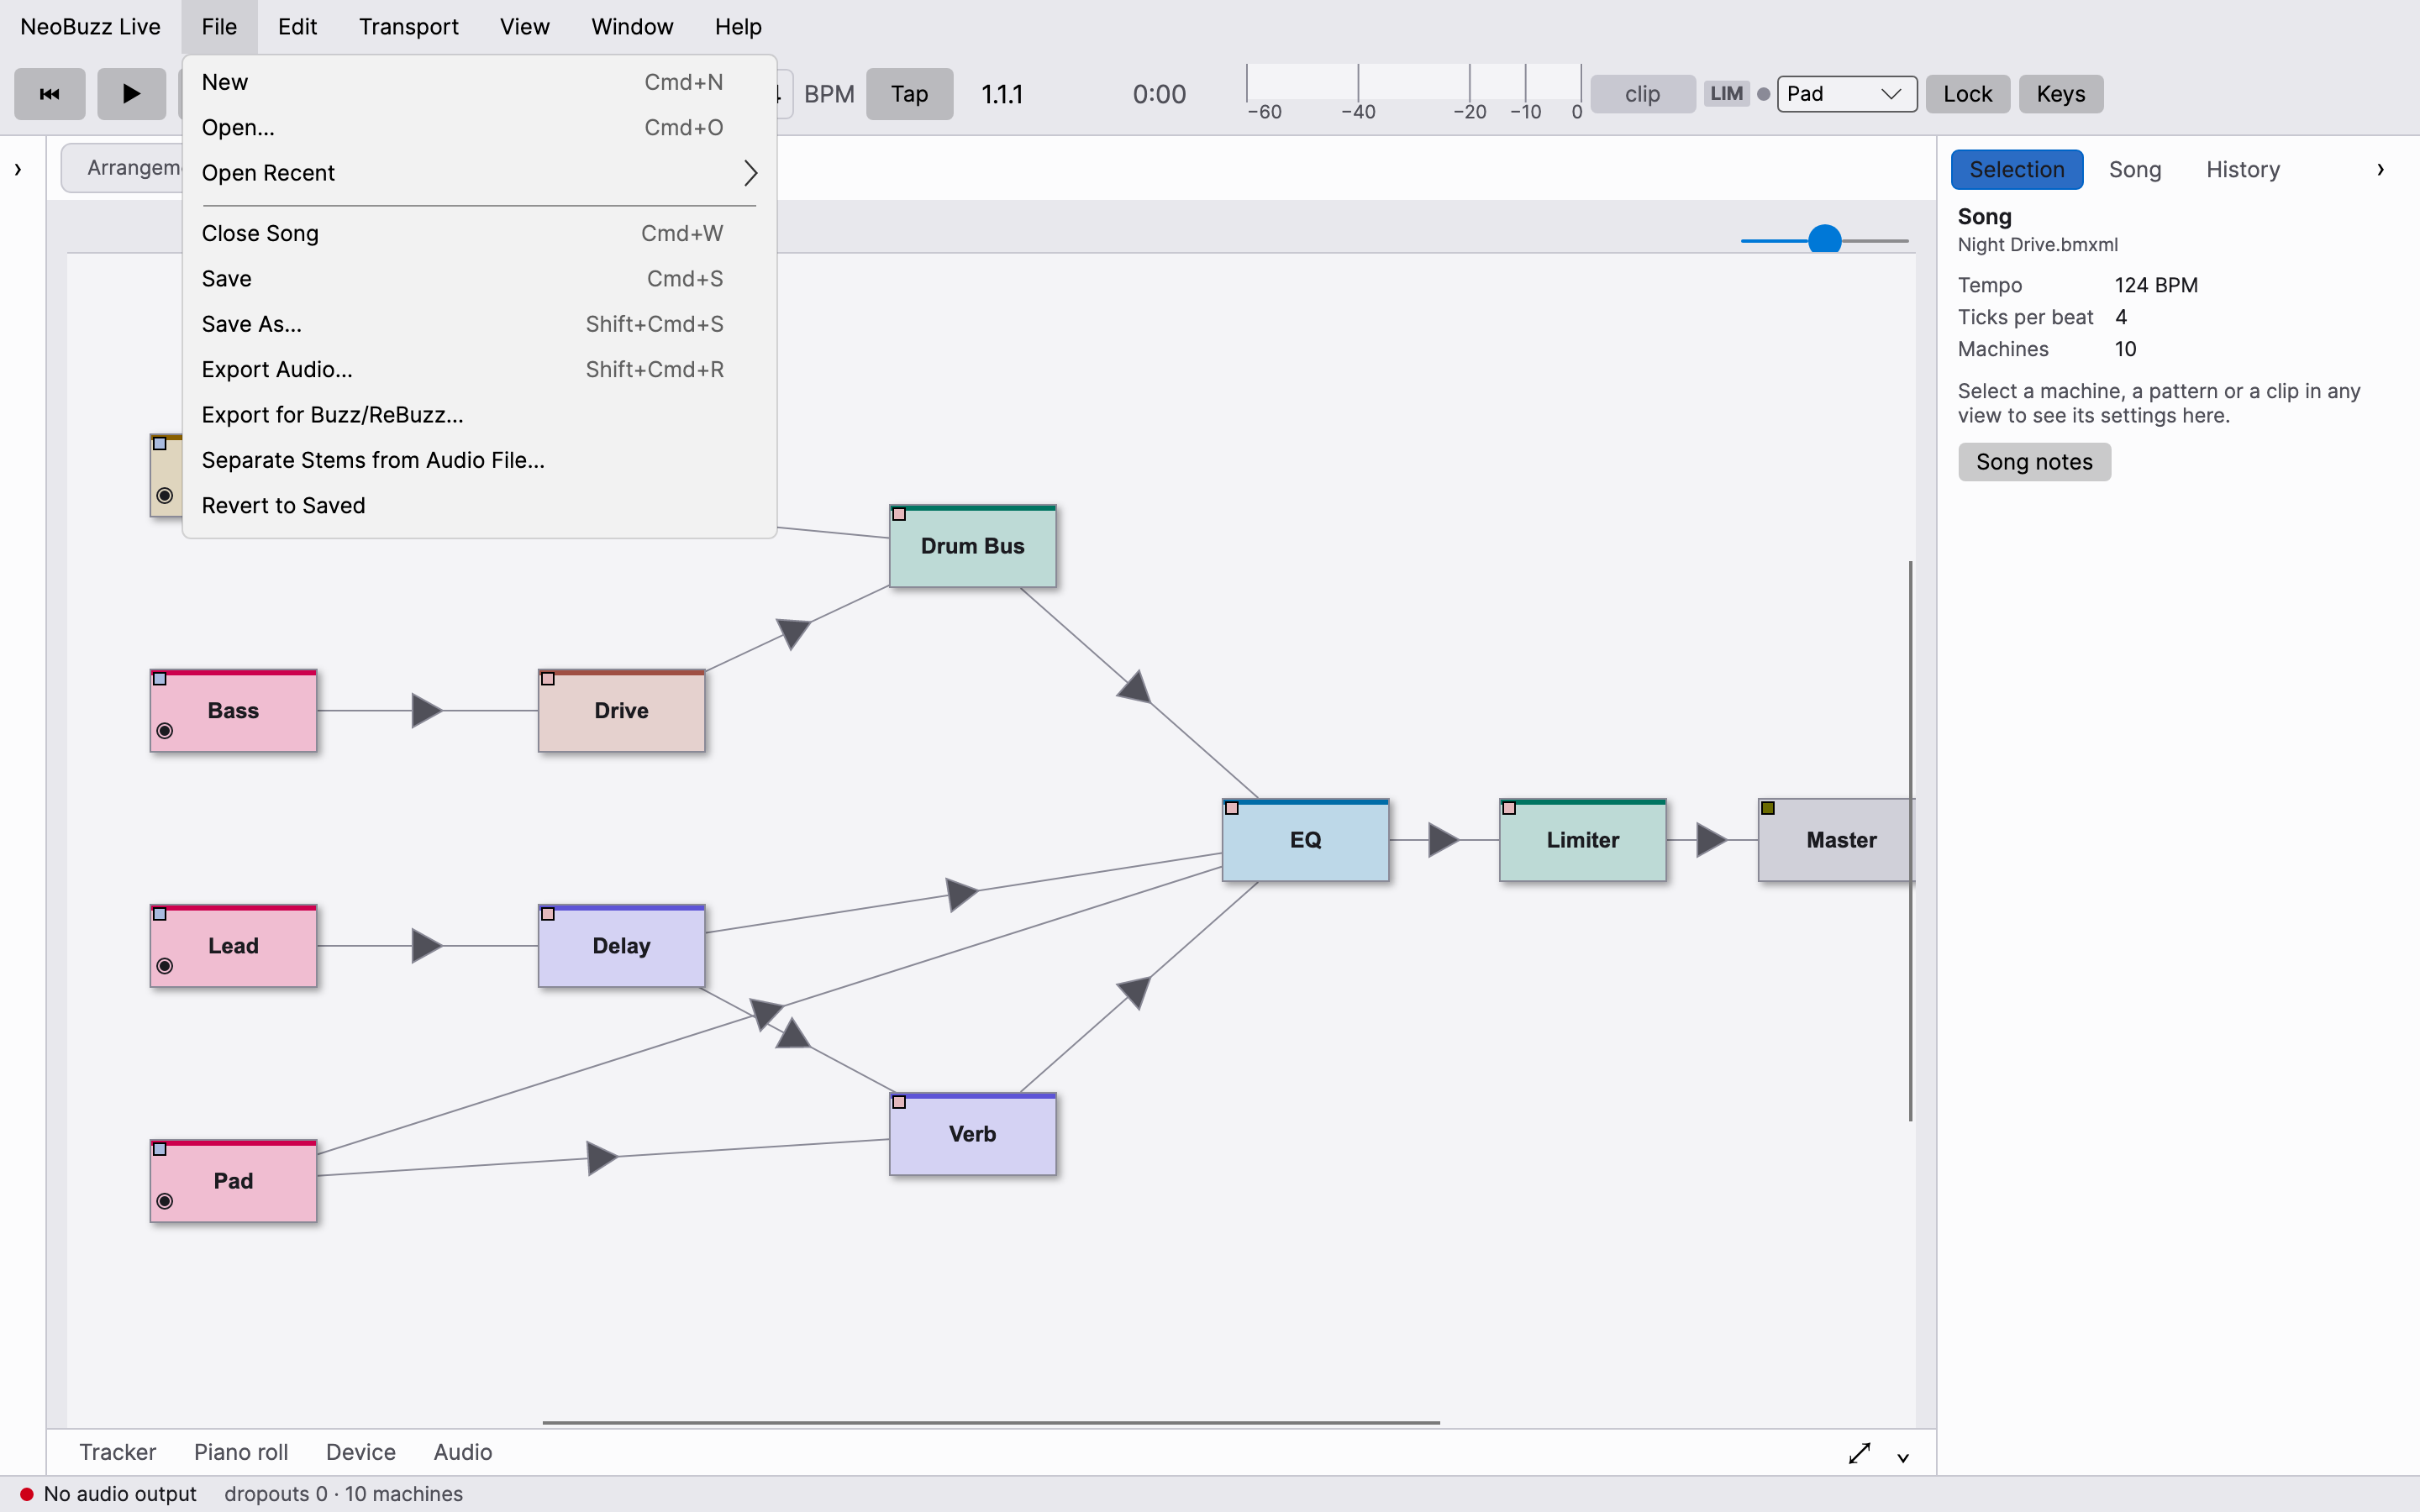 NeoBuzz Live File Edit Transport View Window Help
BPM Tap 1.1.1 0:00 clip LIM Pad Lock Keys
−60 −40 −20 −10 0
New Cmd+N
Open... Cmd+O
Open Recent
Close Song Cmd+W
Save Cmd+S
Save As... Shift+Cmd+S
Export Audio... Shift+Cmd+R
Export for Buzz/ReBuzz...
Separate Stems from Audio File...
Revert to Saved
Drum Bus
Bass
Drive
EQ
Limiter
Master
Lead
Delay
Verb
Pad
Selection Song History
Song
Night Drive.bmxml
Tempo 124 BPM
Ticks per beat 4
Machines 10
Select a machine, a pattern or a clip in any
view to see its settings here.
Song notes
Tracker Piano roll Device Audio
No audio output dropouts 0 · 10 machines